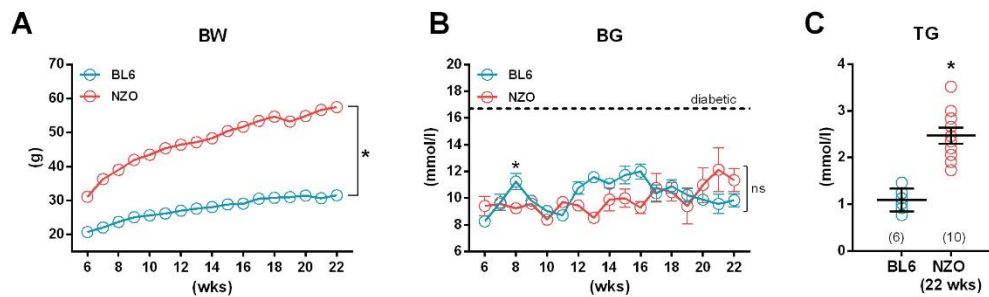 A
BW
BL6
NZO
70
60
50
40
30
20
(g)
*
6 8 10 12 14 16 18 20 22
(wks)
B
BG
BL6
NZO
diabetic
18
16
14
12
10
8
6
(mmol/l)
*
ns
6 8 10 12 14 16 18 20 22
(wks)
C
TG
*
4
3
2
1
0
(mmol/l)
(6) (10)
BL6 NZO
(22 wks)